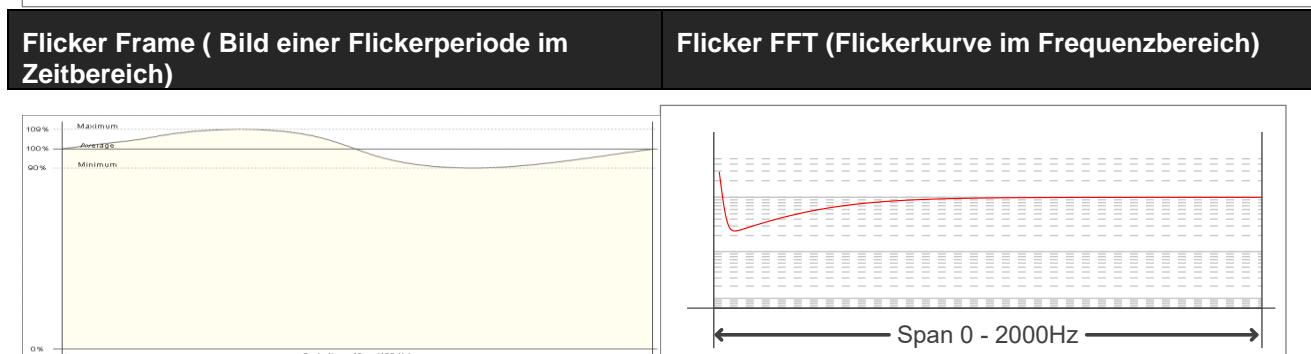 Flicker Frame ( Bild einer Flickerperiode im
Zeitbereich)
Flicker FFT (Flickerkurve im Frequenzbereich)
109%
Maximum
100%
Average
90%
Minimum
0%
Span 0 - 2000Hz